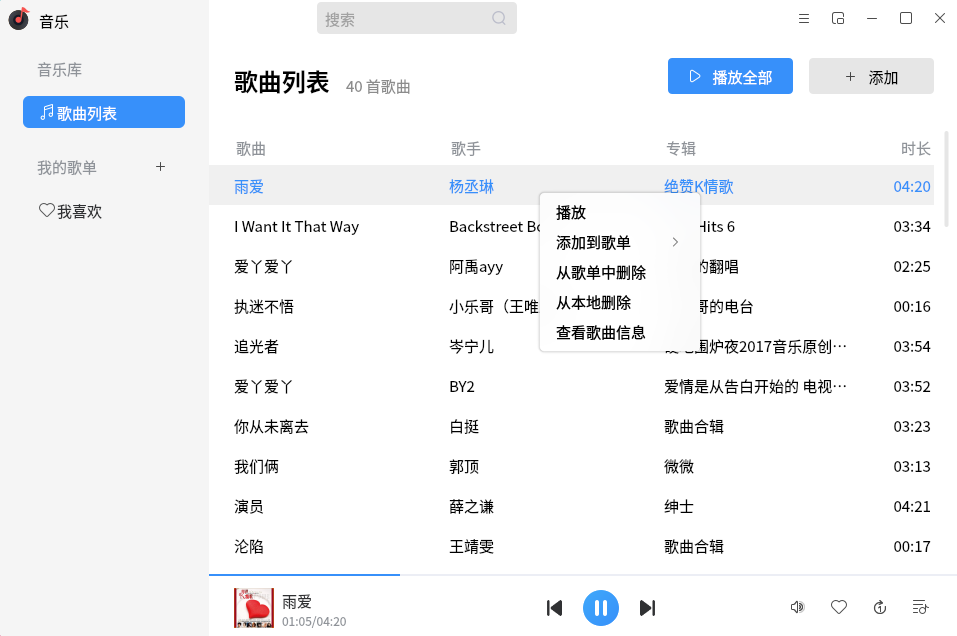 音乐
搜索
音乐库
歌曲列表
我的歌单
我喜欢
歌曲列表 40 首歌曲
播放全部
添加
歌曲 歌手 专辑 时长
雨爱 杨丞琳 绝赞K情歌 04:20
I Want It That Way Backstreet Bo Hits 6 03:34
爱丫爱丫 阿禹ayy 的翻唱 02:25
执迷不悟 小乐哥（王唯 哥的电台 00:16
追光者 岑宁儿 围炉夜2017音乐原创… 03:54
爱丫爱丫 BY2 爱情是从告白开始的 电视… 03:52
你从未离去 白挺 歌曲合辑 03:23
我们俩 郭顶 微微 03:13
演员 薛之谦 绅士 04:21
沦陷 王靖雯 歌曲合辑 00:17
播放
添加到歌单
从歌单中删除
从本地删除
查看歌曲信息
雨爱
01:05/04:20